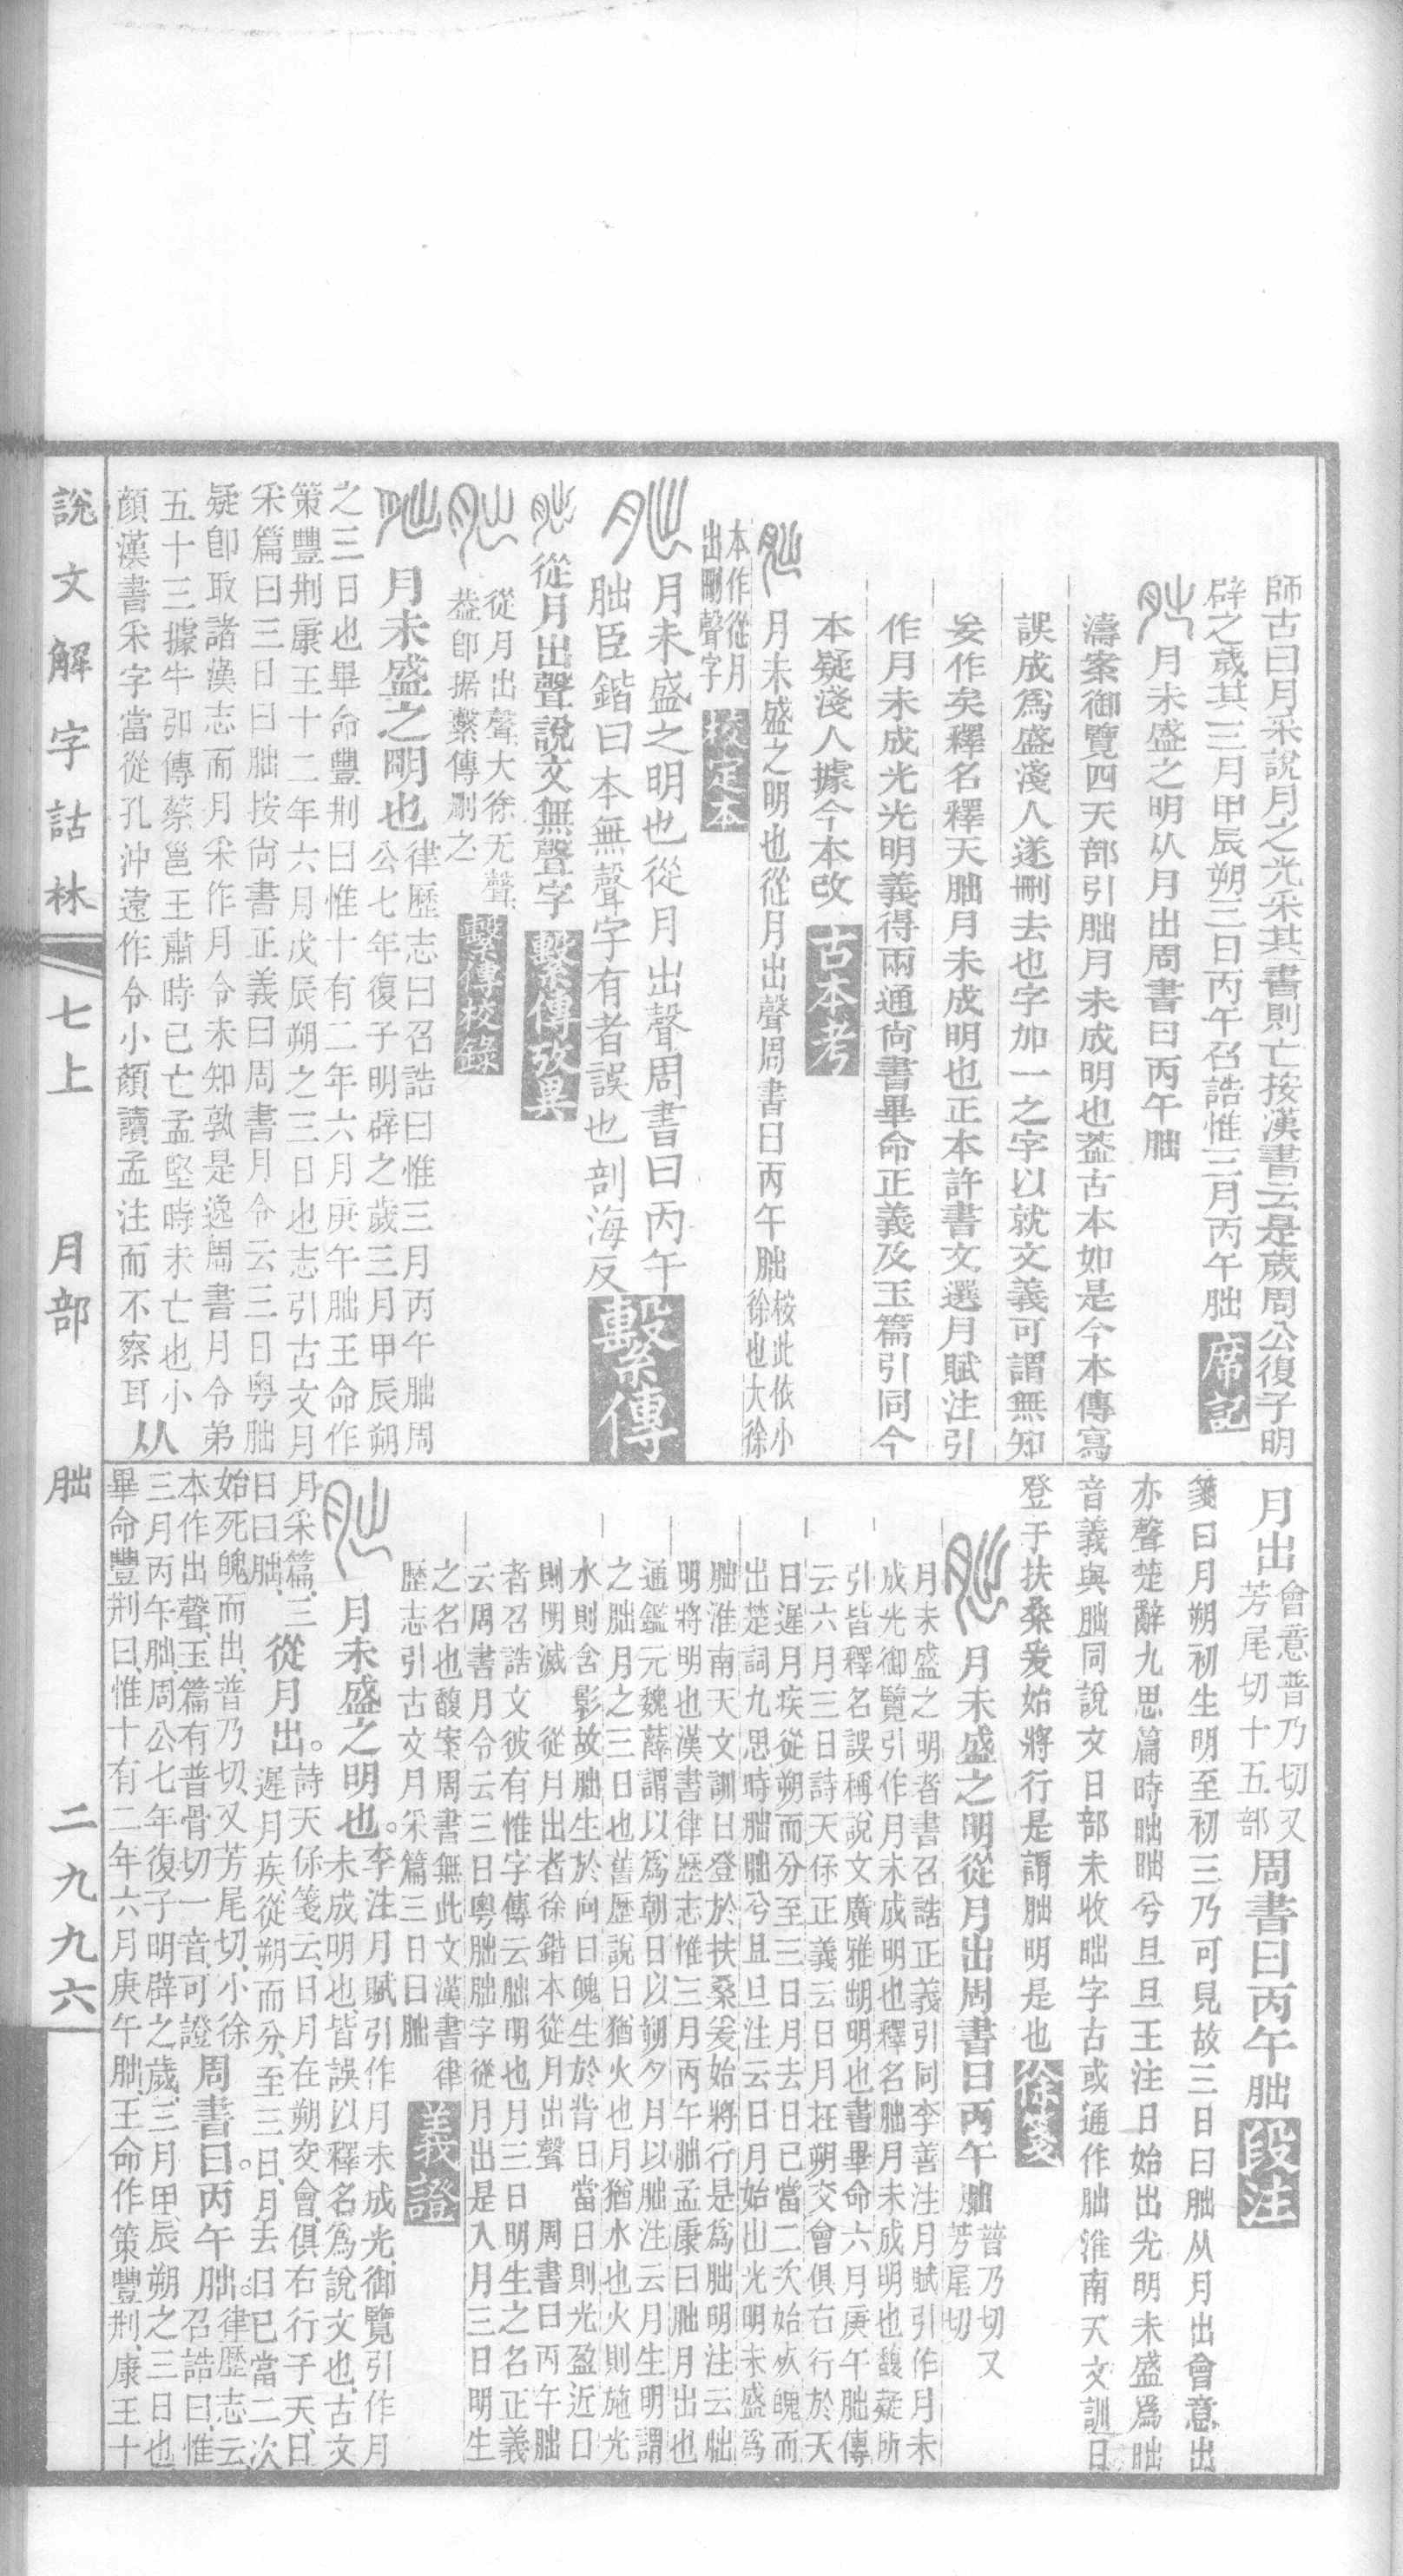 師古曰月采說月之光采其書則亡按漢書云是歲周公復子明
辟之歲其三月甲辰朔三日丙午召誥惟三月丙午朏 席記
月未盛之明从月出周書曰丙午朏
濤案御覽四天部引朏月未成明也葢古本如是今本傳寫
誤成爲盛淺人遂刪去也字加一之字以就文義可謂無知
妄作矣釋名釋天朏月未成明也正本許書文選月賦注引
作月未成光光明義得兩通尙書畢命正義及玉篇引同今
本疑淺人據今本改 古本考
月未盛之明也從月出聲周書曰丙午朏 桉此依小
徐也大徐
本作從月
出刪聲字 校定本
月未盛之明也從月出聲周書曰丙午
朏臣鍇曰本無聲字有者誤也剖海反 繫傳
從月出聲說文無聲字 繫傳攷異
從月出聲大徐无聲
葢卽据繫傳刪之 繫傳校錄
月未盛之朙也 律歷志曰召誥曰惟三月丙午朏周
公七年復子明辟之歲三月甲辰朔
之三日也畢命豐刑曰惟十有二年六月庚午朏王命作
策豐刑康王十二年六月戊辰朔之三日也志引古文月
采篇曰三日曰朏按尙書正義曰周書月令云三日粵朏
疑卽取諸漢志而月采作月令未知孰是逸周書月令弟
五十三據牛弘傳蔡邕王肅時已亡孟堅時未亡也小
顏漢書采字當從孔沖遠作令小顏讀孟注而不察耳 从
月出 會意普乃切又
芳尾切十五部 周書曰丙午朏 段注
箋曰月朔初生明至初三乃可見故三日曰朏从月出會意出
亦聲楚辭九思篇時昢昢兮旦旦王注日始出光明未盛爲昢
音義與朏同說文日部未收昢字古或通作朏淮南天文訓日
登于扶桑爰始將行是謂朏明是也 徐箋
月未盛之明從月出周書曰丙午朏 普乃切又
芳尾切
月未盛之明者書召誥正義引同李善注月賦引作月未
成光御覽引作月未成明也釋名朏月未成明也馥疑所
引皆釋名誤稱說文廣雅朏明也書畢命六月庚午朏傳
云六月三日詩天保正義云日月在朔交會俱右行於天
日遲月疾從朔而分至三日月去日已當二次始死魄而
出楚詞九思時朏朏兮且旦注云日月始出光明未盛爲
朏淮南天文訓日登於扶桑爰始將行是爲朏明注云朏
明將明也漢書律歷志惟三月丙午朏孟康曰朏月出也
通鑑元魏薛謂以爲朝日以朔夕月以朏注云月生明謂
之朏月之三日也舊歷說日猶火也月猶水也火則施光
水則含影故朏生於向日魄生於背日當日則光盈近日
則明滅 從月出者徐鍇本從月出聲 周書曰丙午朏
者召誥文彼有惟字傳云朏明也月三日明生之名正義
云周書月令云三日粵朏朏字從月出是入月三日明生
之名也馥案周書無此文漢書律
歷志引古文月采篇三日曰朏 義證
月未盛之明也 李注月賦引作月未成光御覽引作月
未成明也皆誤以釋名爲說文也古文
月采篇三
日曰朏 從月出 詩天保箋云日月在朔交會俱右行于天日
遲月疾從朔而分至三日月去日已當二次
始死魄而出普乃切又芳尾切小徐
本作出聲玉篇有普骨切一音可證 周書曰丙午朏 律歷志云
召誥曰惟
三月丙午朏周公七年復子明辟之歲三月甲辰朔之三日也
畢命豐刑曰惟十有二年六月庚午朏王命作策豐刑康王十
說文解字詁林 七上 月部 朏 二九九六